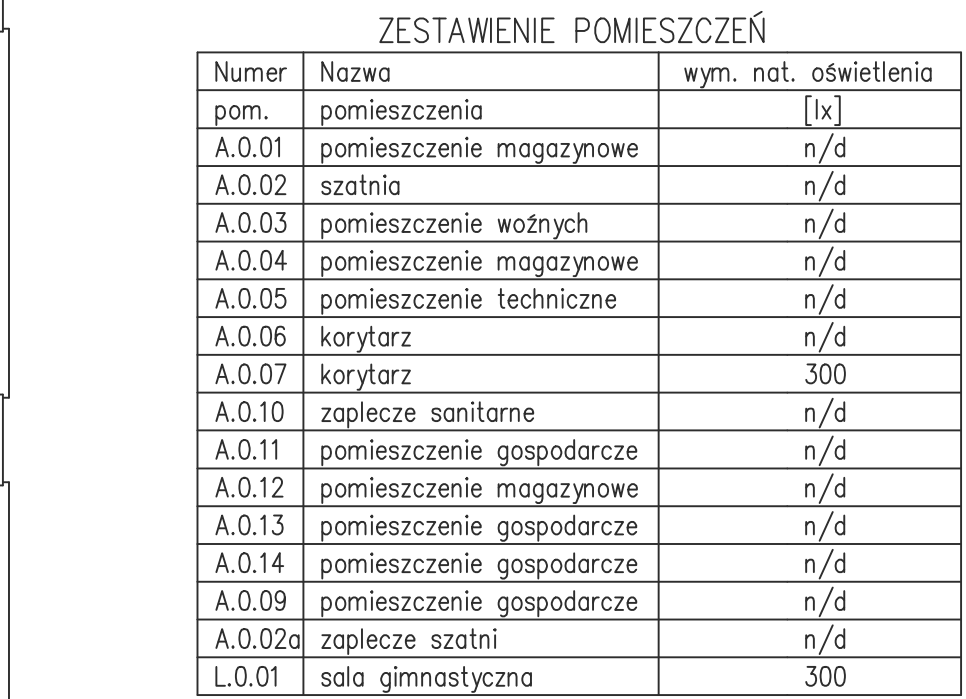 ZESTAWIENIE POMIESZCZEŃ
Numer Nazwa wym. nat. oświetlenia
pom. pomieszczenia [lx]
A.0.01 pomieszczenie magazynowe n/d
A.0.02 szatnia n/d
A.0.03 pomieszczenie woźnych n/d
A.0.04 pomieszczenie magazynowe n/d
A.0.05 pomieszczenie techniczne n/d
A.0.06 korytarz n/d
A.0.07 korytarz 300
A.0.10 zaplecze sanitarne n/d
A.0.11 pomieszczenie gospodarcze n/d
A.0.12 pomieszczenie magazynowe n/d
A.0.13 pomieszczenie gospodarcze n/d
A.0.14 pomieszczenie gospodarcze n/d
A.0.09 pomieszczenie gospodarcze n/d
A.0.02a zaplecze szatni n/d
L.0.01 sala gimnastyczna 300